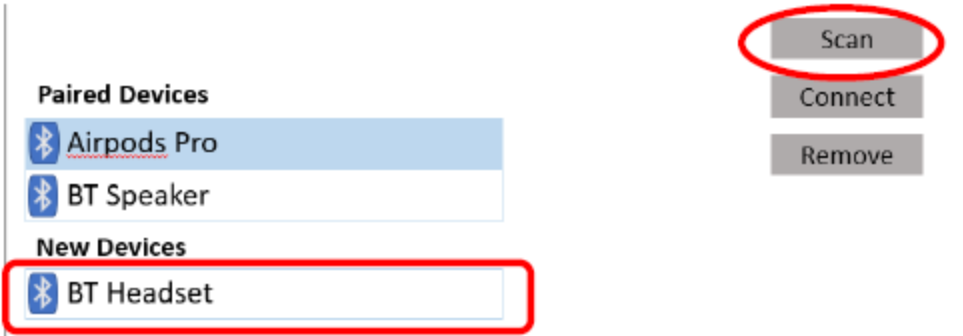 Scan
Paired Devices
Connect
Airpods Pro
Remove
BT Speaker
New Devices
BT Headset